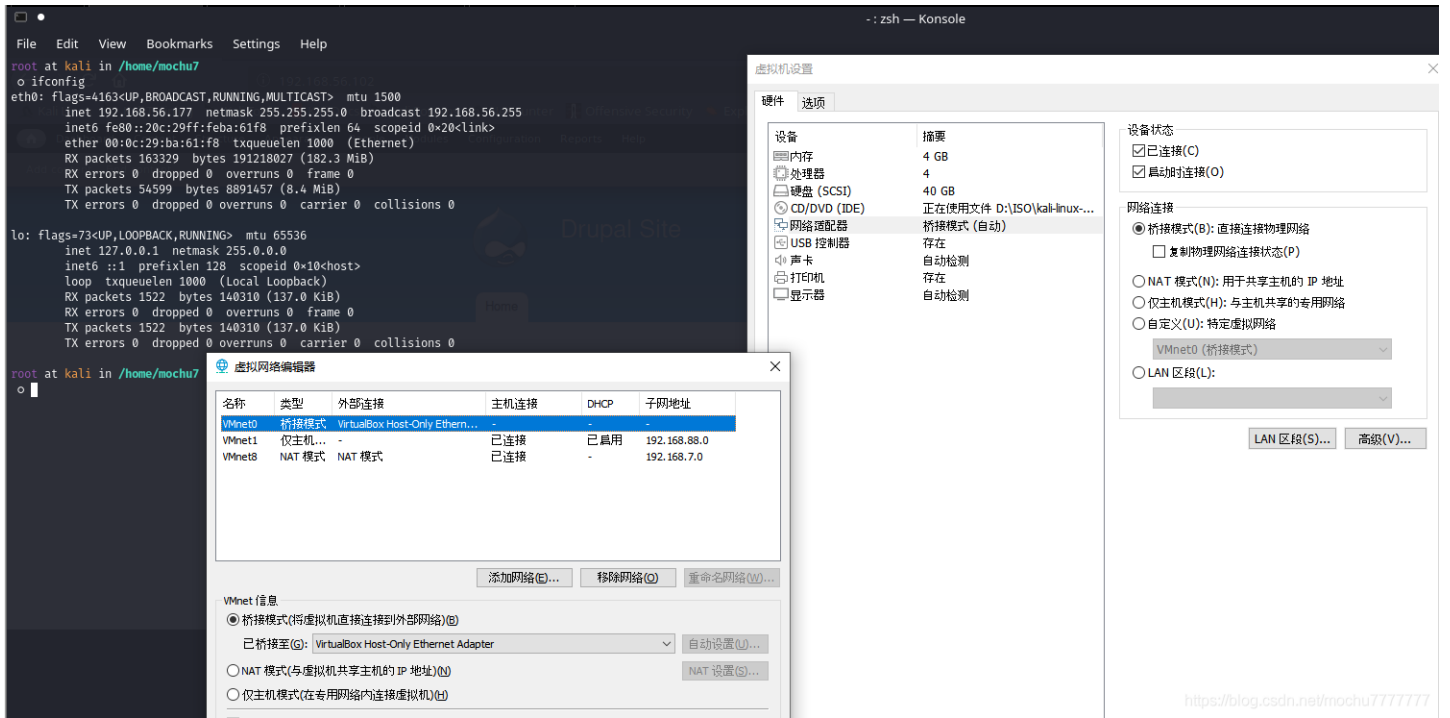 - : zsh — Konsole
File Edit View Bookmarks Settings Help
root at kali in /home/mochu7
o ifconfig
eth0: flags=4163<UP,BROADCAST,RUNNING,MULTICAST> mtu 1500
inet 192.168.56.177 netmask 255.255.255.0 broadcast 192.168.56.255
inet6 fe80::20c:29ff:feba:61f8 prefixlen 64 scopeid 0×20<link>
ether 00:0c:29:ba:61:f8 txqueuelen 1000 (Ethernet)
RX packets 163329 bytes 191218027 (182.3 MiB)
RX errors 0 dropped 0 overruns 0 frame 0
TX packets 54599 bytes 8891457 (8.4 MiB)
TX errors 0 dropped 0 overruns 0 carrier 0 collisions 0
lo: flags=73<UP,LOOPBACK,RUNNING> mtu 65536
inet 127.0.0.1 netmask 255.0.0.0
inet6 ::1 prefixlen 128 scopeid 0×10<host>
loop txqueuelen 1000 (Local Loopback)
RX packets 1522 bytes 140310 (137.0 KiB)
RX errors 0 dropped 0 overruns 0 frame 0
TX packets 1522 bytes 140310 (137.0 KiB)
TX errors 0 dropped 0 overruns 0 carrier 0 collisions 0
root at kali in /home/mochu7
o
Drupal Site
Home
虚拟机设置
硬件 选项
设备 摘要
内存 4 GB
处理器 4
硬盘 (SCSI) 40 GB
CD/DVD (IDE) 正在使用文件 D:\ISO\kali-linux-...
网络适配器 桥接模式 (自动)
USB 控制器 存在
声卡 自动检测
打印机 存在
显示器 自动检测
设备状态
已连接(C)
启动时连接(O)
网络连接
桥接模式(B): 直接连接物理网络
复制物理网络连接状态(P)
NAT 模式(N): 用于共享主机的 IP 地址
仅主机模式(H): 与主机共享的专用网络
自定义(U): 特定虚拟网络
VMnet0 (桥接模式)
LAN 区段(L):
LAN 区段(S)... 高级(V)...
虚拟网络编辑器
名称 类型 外部连接 主机连接 DHCP 子网地址
VMnet0 桥接模式 VirtualBox Host-Only Ethern... - - -
VMnet1 仅主机... - 已连接 已启用 192.168.88.0
VMnet8 NAT 模式 NAT 模式 已连接 - 192.168.7.0
添加网络(E)... 移除网络(O) 重命名网络(W)...
VMnet 信息
桥接模式(将虚拟机直接连接到外部网络)(B)
已桥接至(G): VirtualBox Host-Only Ethernet Adapter 自动设置(U)...
NAT 模式(与虚拟机共享主机的 IP 地址)(N) NAT 设置(S)...
仅主机模式(在专用网络内连接虚拟机)(H)
https://blog.csdn.net/mochu7777777